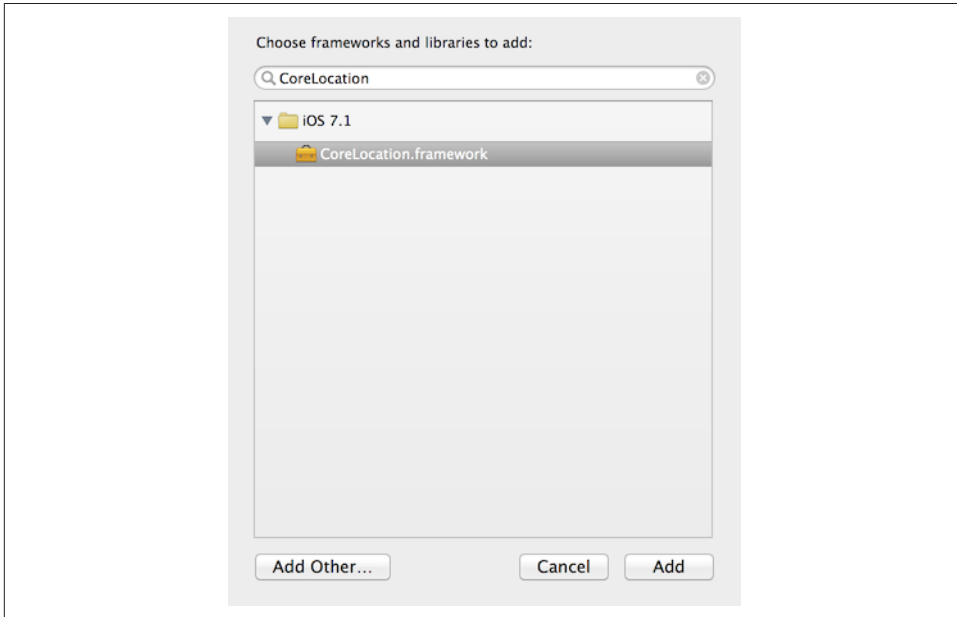 Choose frameworks and libraries to add:
CoreLocation
iOS 7.1
CoreLocation.framework
Add Other...
Cancel
Add